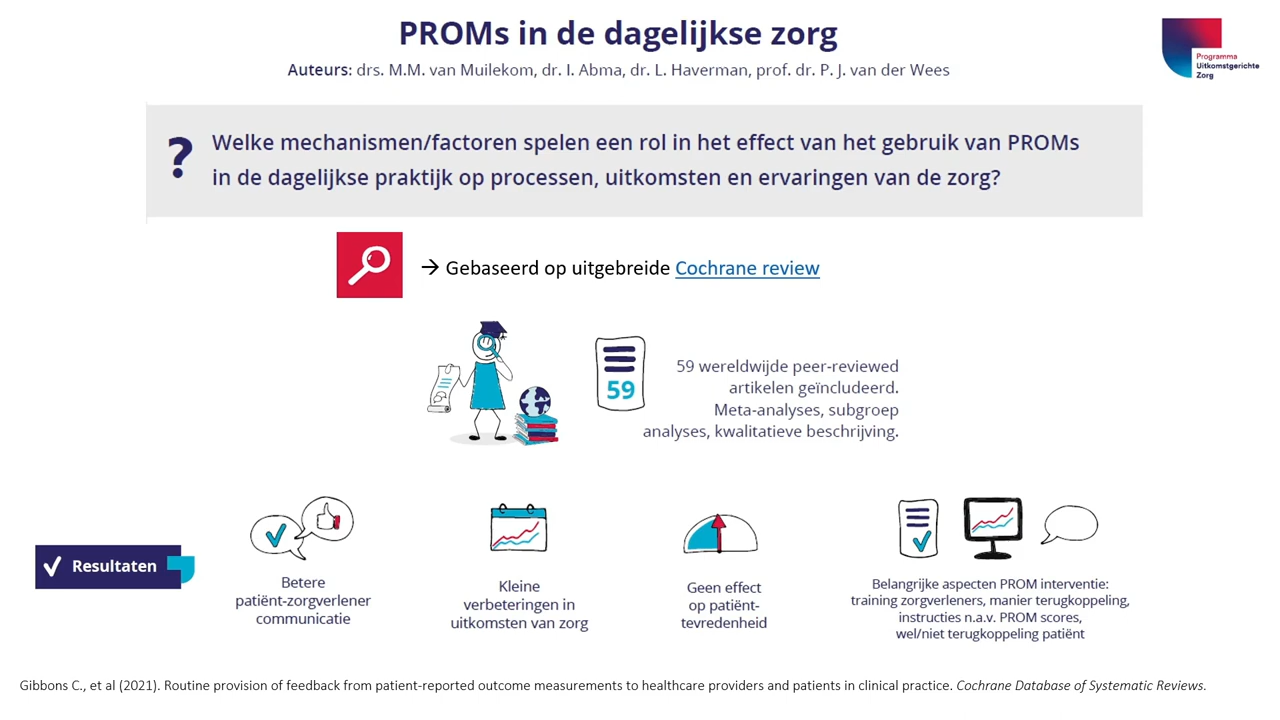 PROMs in de dagelijkse zorg
Auteurs: drs. M.M. van Muilekom, dr. I. Abma, dr. L. Haverman, prof. dr. P. J. van der Wees
Programma
Uitkomstgerichte
Zorg
? Welke mechanismen/factoren spelen een rol in het effect van het gebruik van PROMs
in de dagelijkse praktijk op processen, uitkomsten en ervaringen van de zorg?
→ Gebaseerd op uitgebreide Cochrane review
59
59 wereldwijde peer-reviewed
artikelen geïncludeerd.
Meta-analyses, subgroep
analyses, kwalitatieve beschrijving.
Resultaten
Betere
patiënt-zorgverlener
communicatie
Kleine
verbeteringen in
uitkomsten van zorg
Geen effect
op patiënt-
tevredenheid
Belangrijke aspecten PROM interventie:
training zorgverleners, manier terugkoppeling,
instructies n.a.v. PROM scores,
wel/niet terugkoppeling patiënt
Gibbons C., et al (2021). Routine provision of feedback from patient-reported outcome measurements to healthcare providers and patients in clinical practice. Cochrane Database of Systematic Reviews.